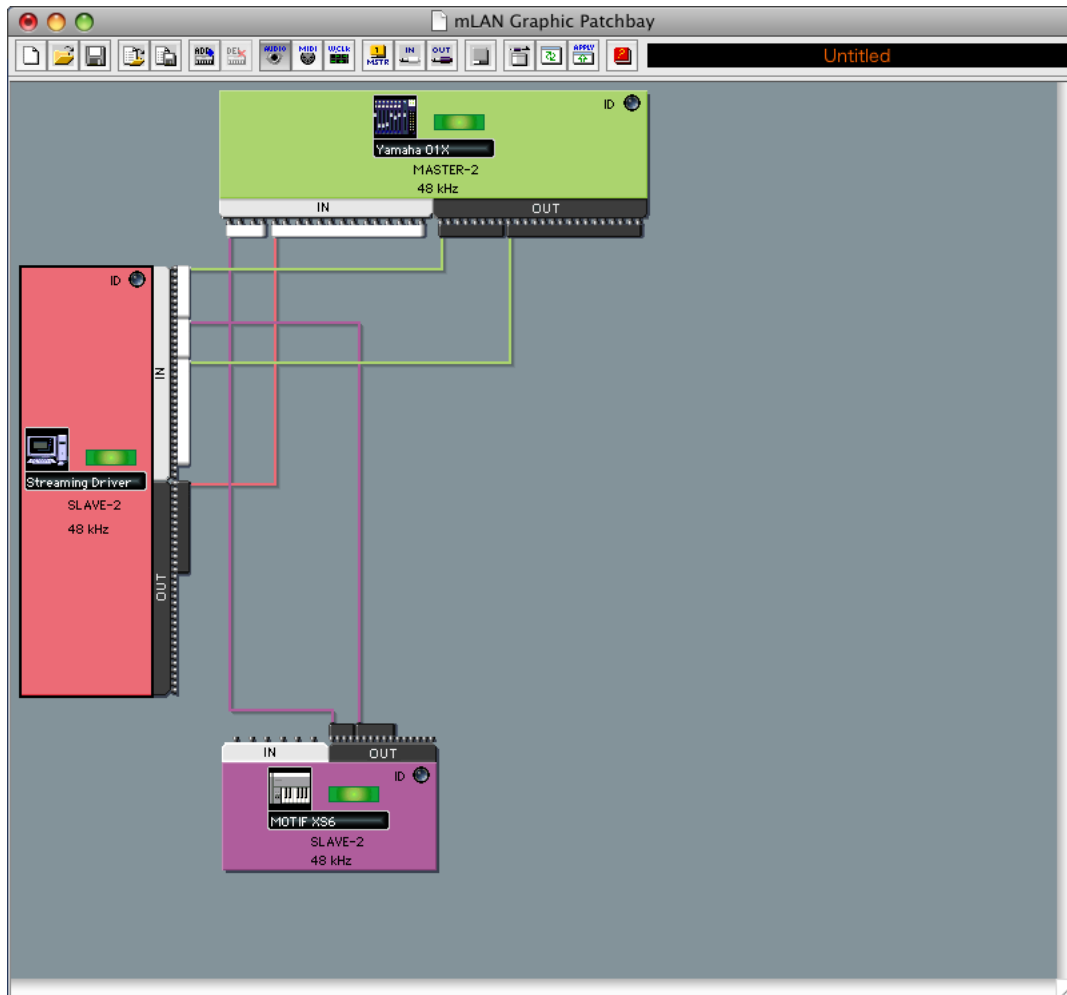 mLAN Graphic Patchbay
ADD DEL AUDIO MIDI W.CLK 1 MSTR IN OUT APPLY ?
Untitled
ID
Yamaha 01X
MASTER-2
48 kHz
IN OUT
ID
IN
Streaming Driver
SLAVE-2
48 kHz
OUT
IN OUT
ID
MOTIF XS6
SLAVE-2
48 kHz